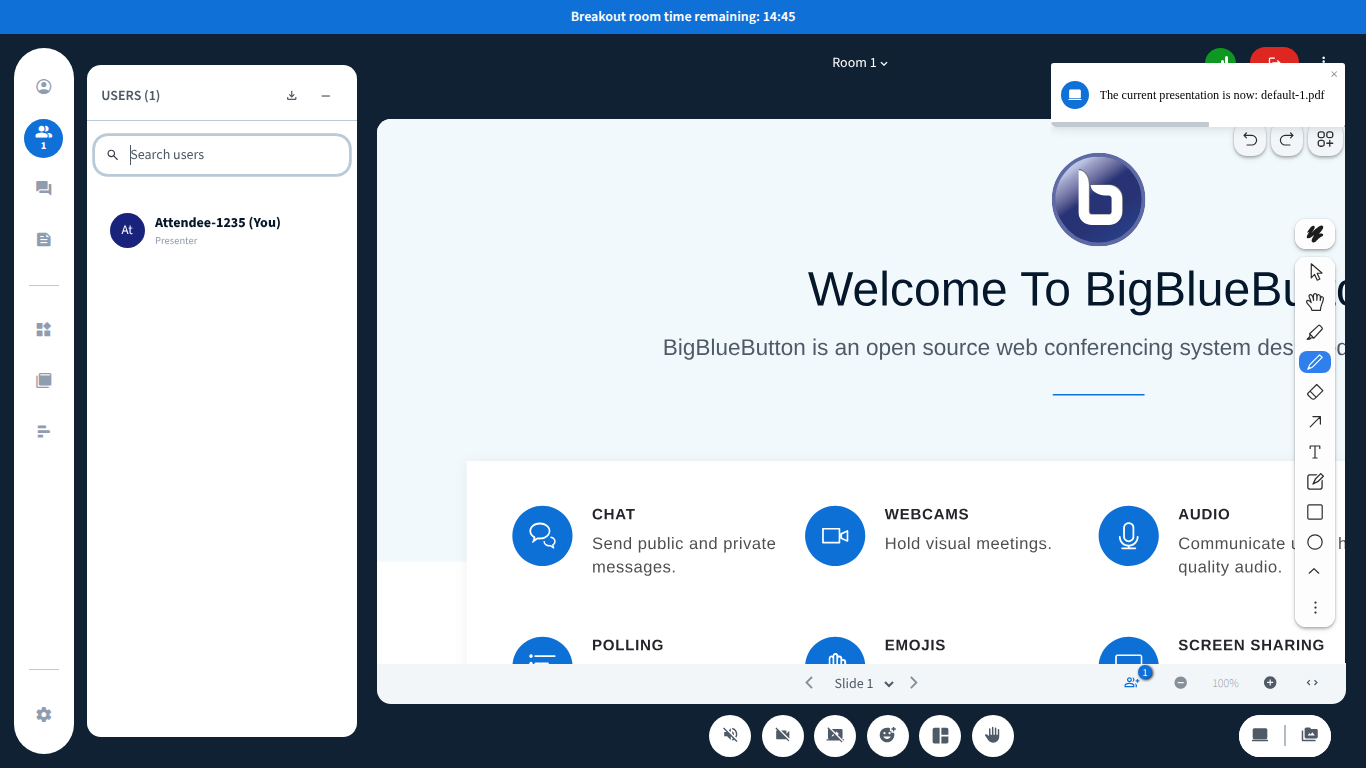 Breakout room time remaining: 14:45
Room 1
USERS (1)
1
Search users
At
Attendee-1235 (You)
Presenter
The current presentation is now: default-1.pdf
×
b
Welcome To BigBlueBu
BigBlueButton is an open source web conferencing system des
CHAT
Send public and private
messages.
WEBCAMS
Hold visual meetings.
AUDIO
Communicate
quality audio.
POLLING
EMOJIS
SCREEN SHARING
Slide 1
1
100%